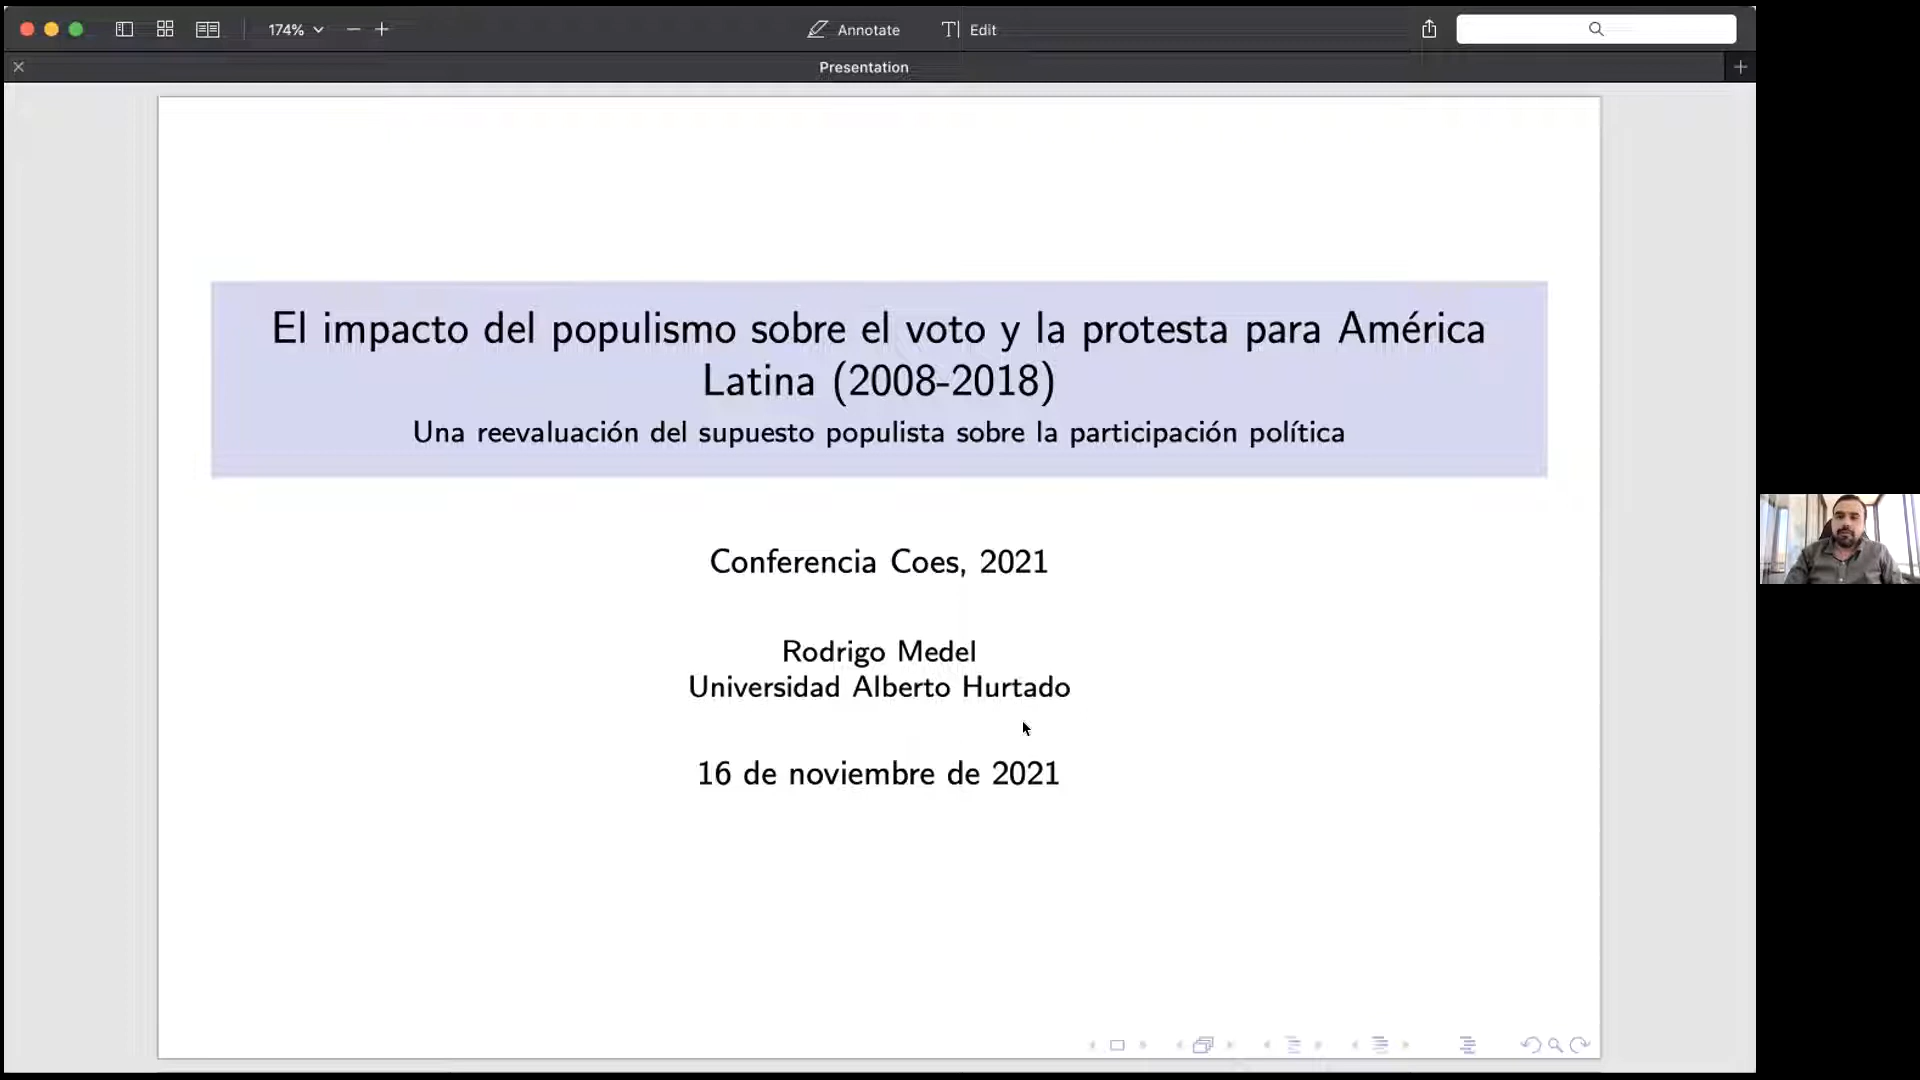 174%
Annotate
Edit
Presentation
El impacto del populismo sobre el voto y la protesta para América
Latina (2008-2018)
Una reevaluación del supuesto populista sobre la participación política
Conferencia Coes, 2021
Rodrigo Medel
Universidad Alberto Hurtado
16 de noviembre de 2021